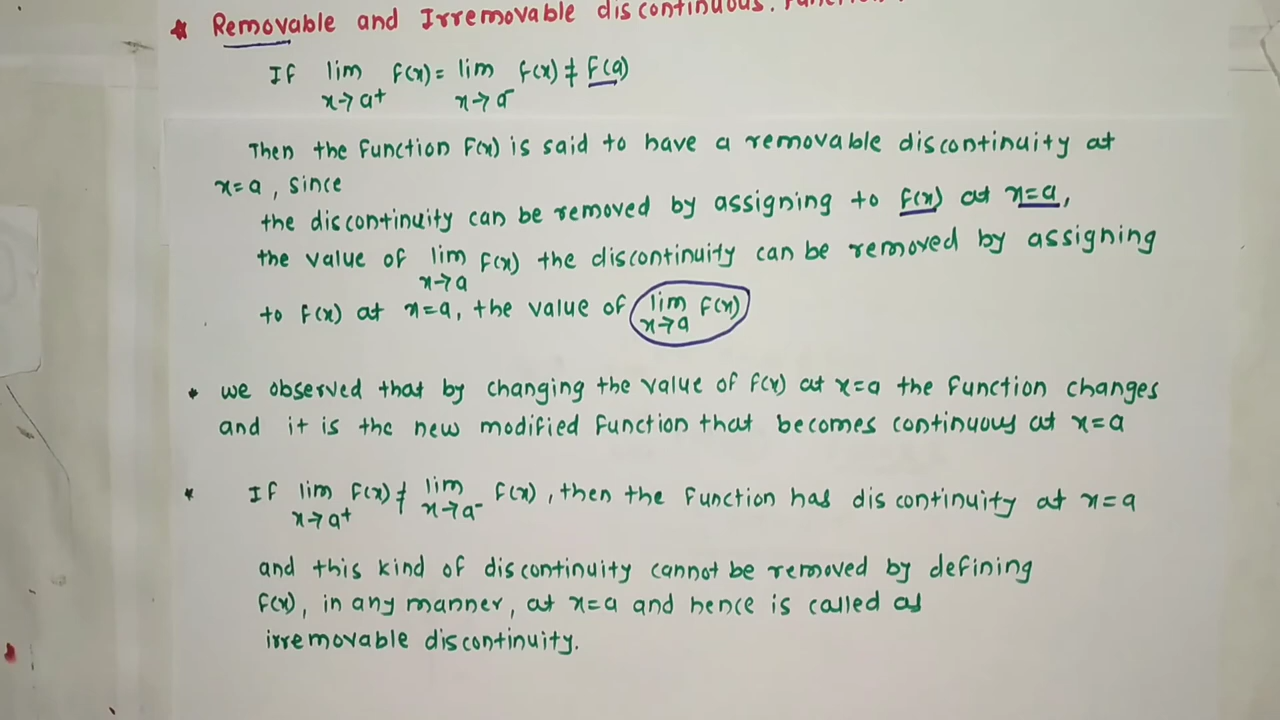 * Removable and Irremovable discontinuous. Function
If lim f(x) = lim f(x) ≠ f(a)
x→a+ x→a-
Then the function f(x) is said to have a removable discontinuity at
x=a, since
the discontinuity can be removed by assigning to f(x) at x=a,
the value of lim f(x) the discontinuity can be removed by assigning
x→a
to f(x) at x=a, the value of lim f(x)
x→a
* we observed that by changing the value of f(x) at x=a the function changes
and it is the new modified function that becomes continuous at x=a
* If lim f(x) ≠ lim f(x), then the function has discontinuity at x=a
x→a+ x→a-
and this kind of discontinuity cannot be removed by defining
f(x), in any manner, at x=a and hence is called as
irremovable discontinuity.